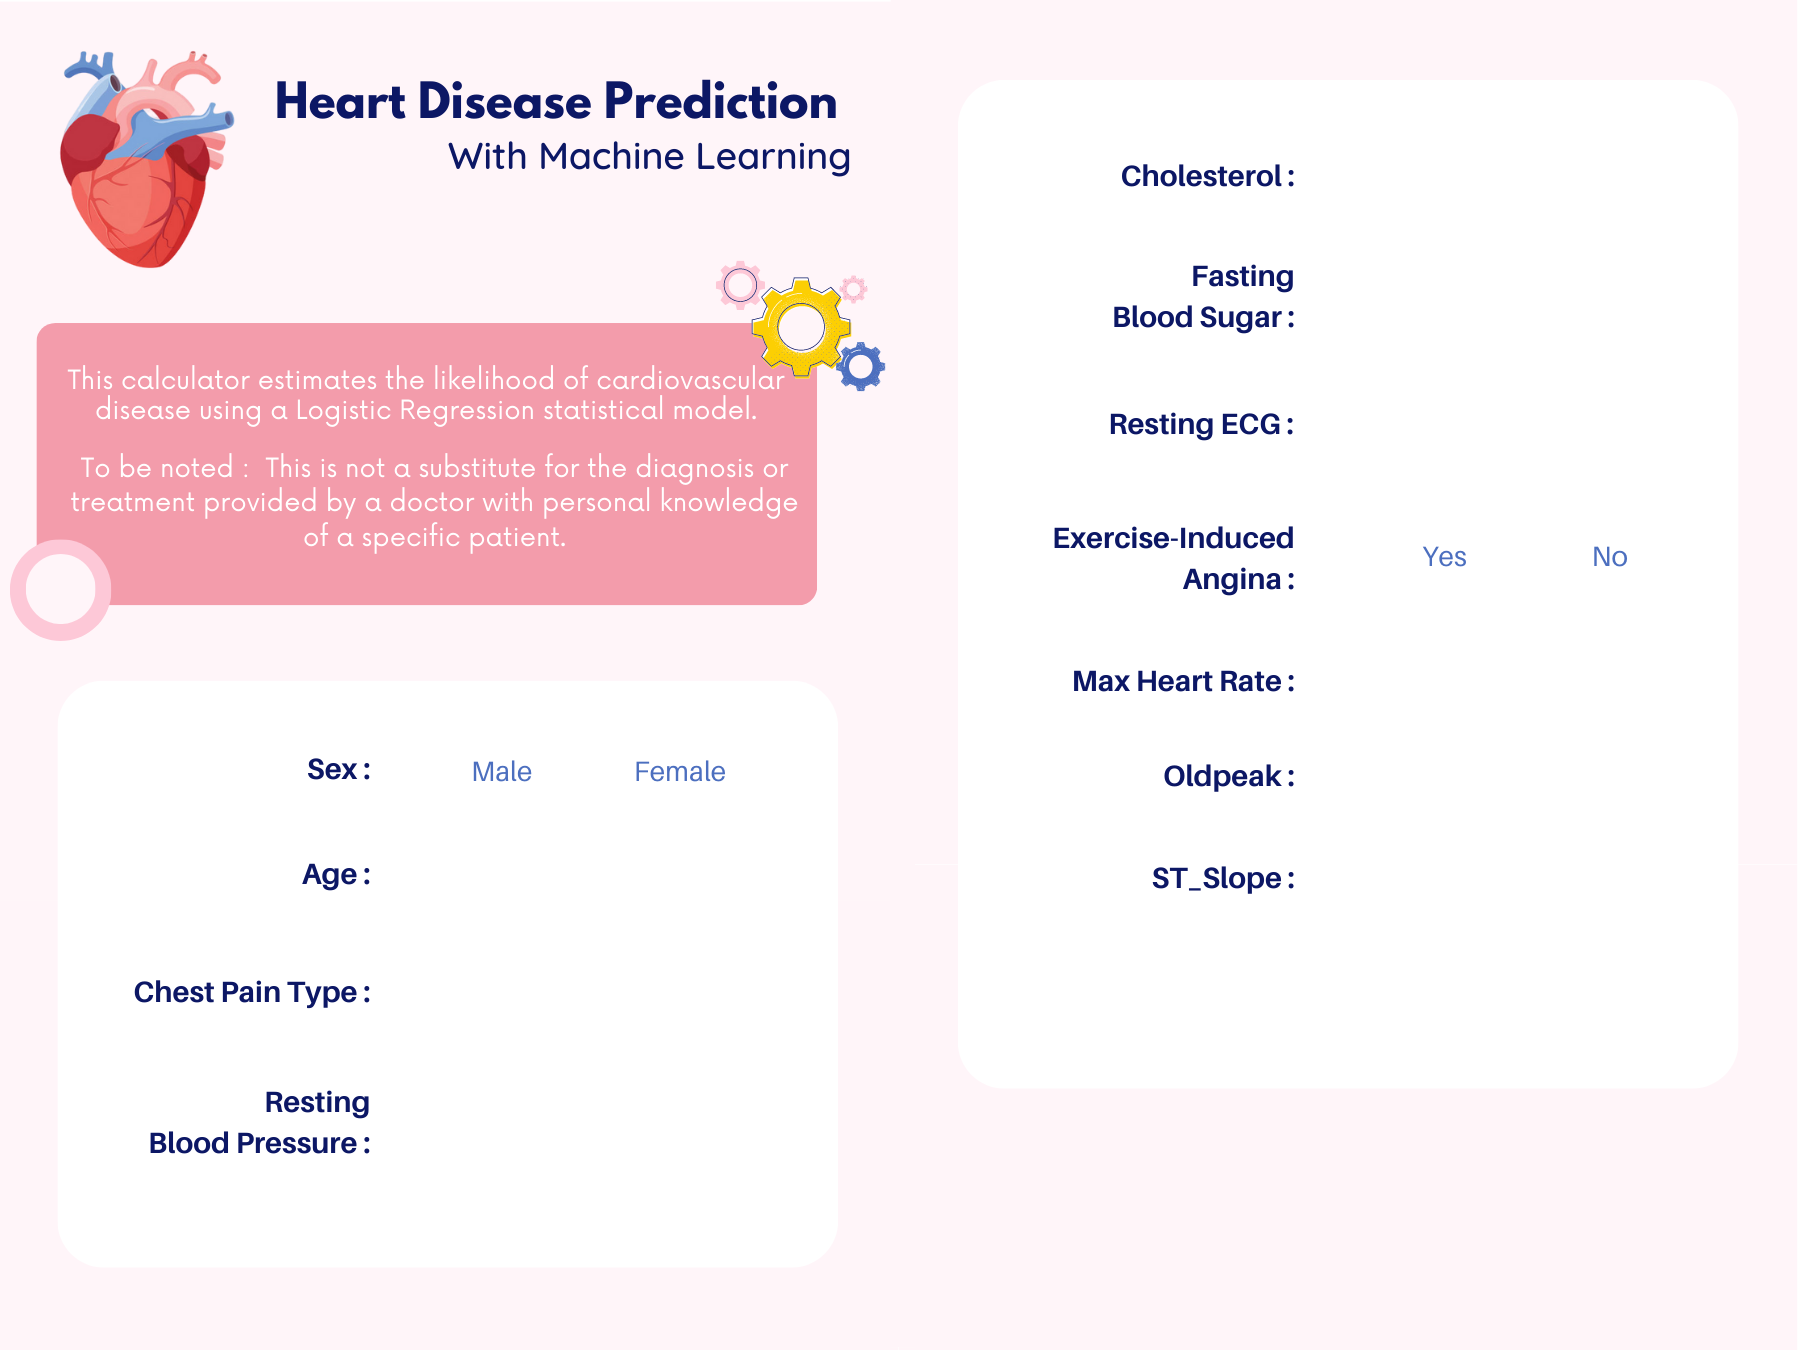 Heart Disease Prediction
With Machine Learning
This calculator estimates the likelihood of cardiovascular
disease using a Logistic Regression statistical model.
To be noted :  This is not a substitute for the diagnosis or
treatment provided by a doctor with personal knowledge
of a specific patient.
Sex : Male Female
Age :
Chest Pain Type :
Resting
Blood Pressure :
Cholesterol :
Fasting
Blood Sugar :
Resting ECG :
Exercise-Induced
Angina : Yes No
Max Heart Rate :
Oldpeak :
ST_Slope :